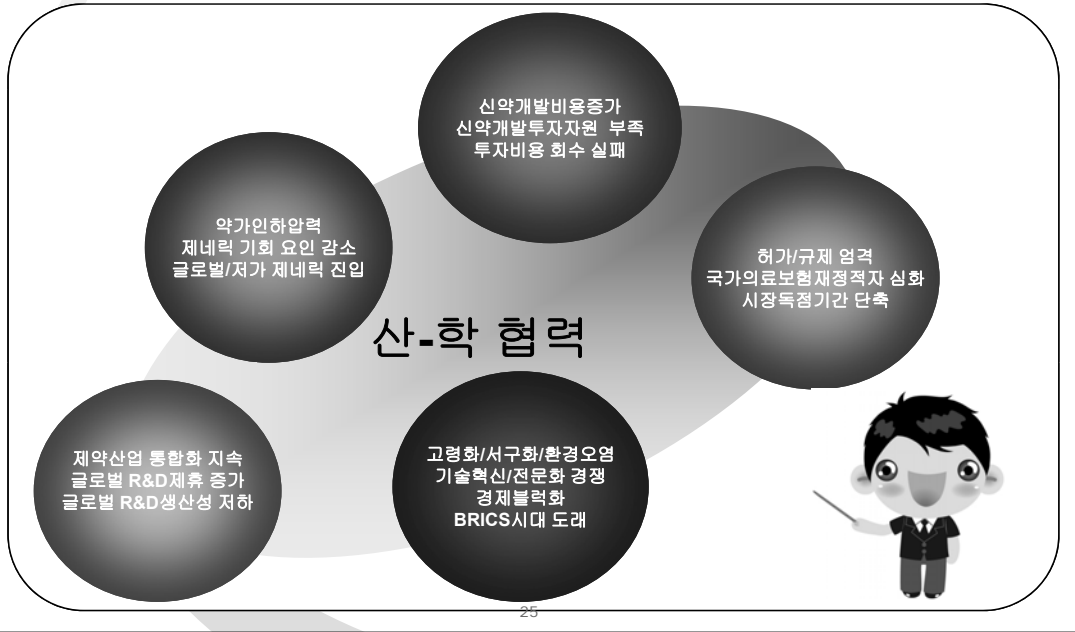 신약개발비용증가
신약개발투자자원 부족
투자비용 회수 실패
약가인하압력
제네릭 기회 요인 감소
글로벌/저가 제네릭 진입
허가/규제 엄격
국가의료보험재정적자 심화
시장독점기간 단축
산-학 협력
제약산업 통합화 지속
글로벌 R&D제휴 증가
글로벌 R&D생산성 저하
고령화/서구화/환경오염
기술혁신/전문화 경쟁
경제블럭화
BRICS시대 도래
25